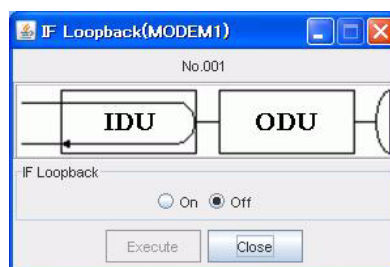 IF Loopback(MODEM1)
No.001
IDU ODU
IF Loopback
On Off
Execute Close